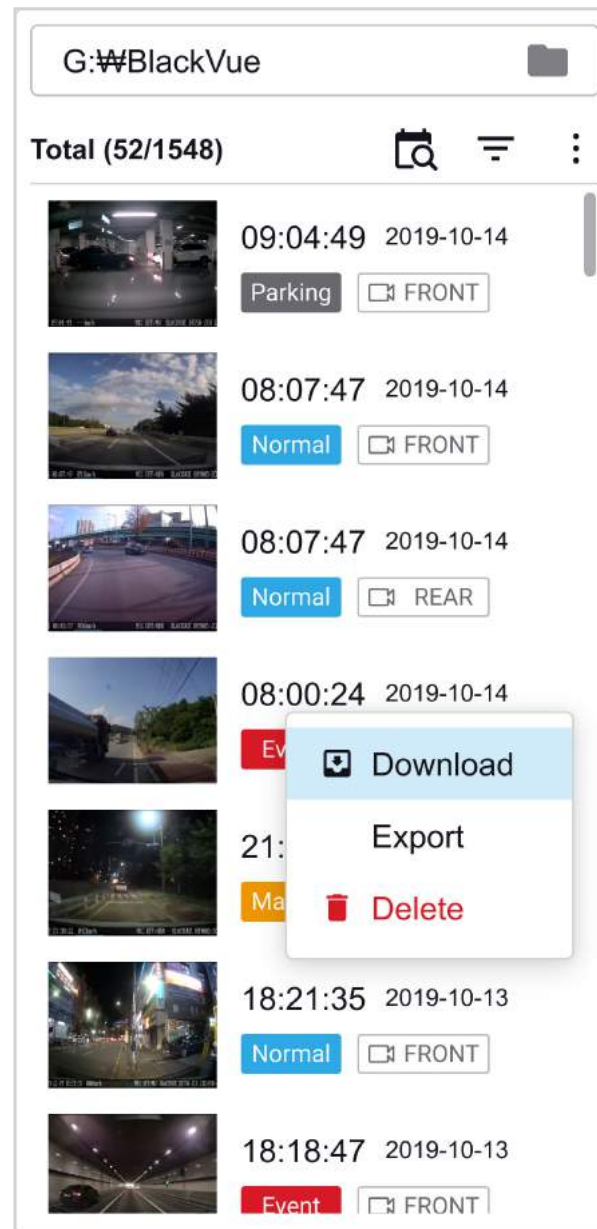 G:₩BlackVue
Total (52/1548)
09:04:49 2019-10-14
Parking FRONT
08:07:47 2019-10-14
Normal FRONT
08:07:47 2019-10-14
Normal REAR
08:00:24 2019-10-14
Download
Export
Delete
18:21:35 2019-10-13
Normal FRONT
18:18:47 2019-10-13
Event FRONT